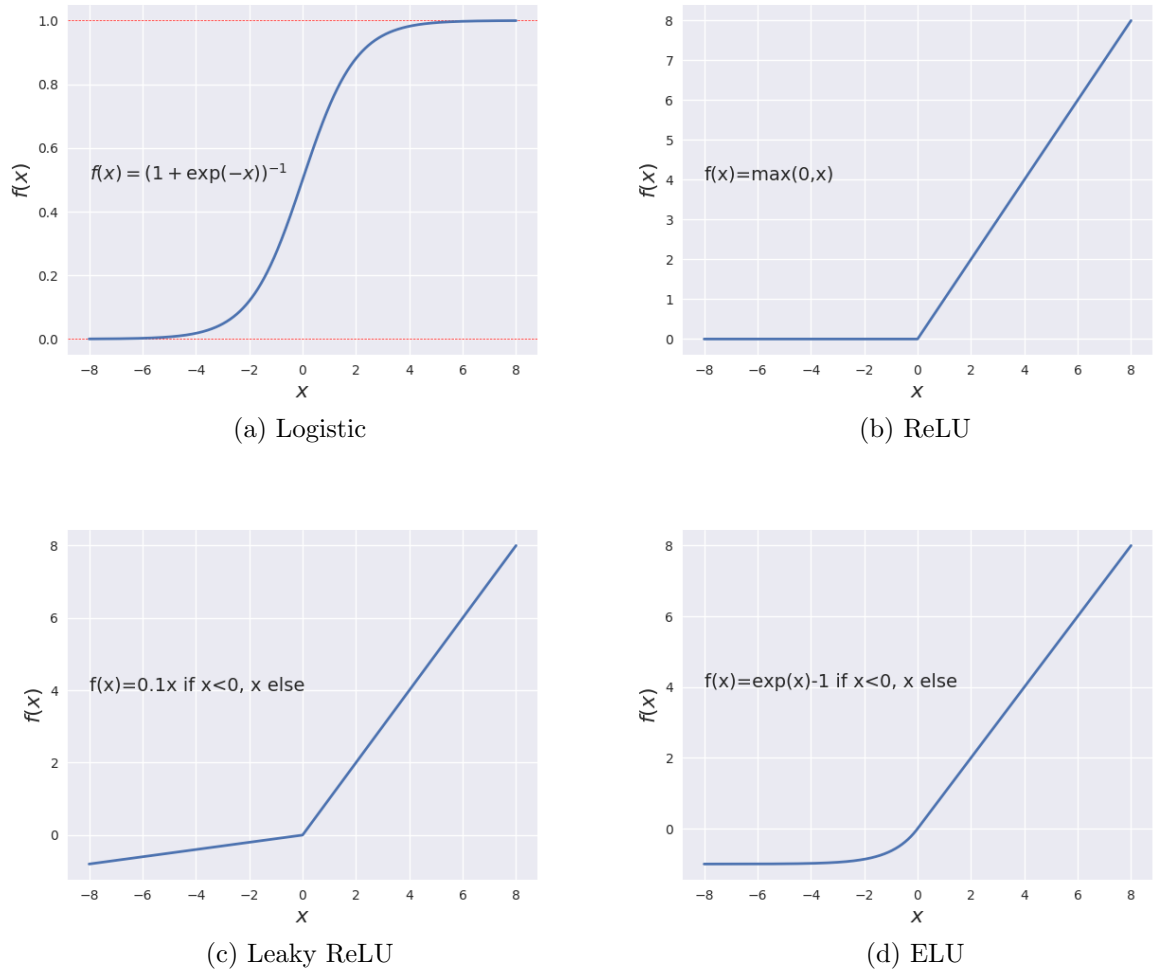 1.0
0.8
0.6
0.4
0.2
0.0
f(x)
f(x) = (1 + exp(−x))⁻¹
−8 −6 −4 −2 0 2 4 6 8
x
(a) Logistic
8
7
6
5
4
3
2
1
0
f(x)
f(x)=max(0,x)
−8 −6 −4 −2 0 2 4 6 8
x
(b) ReLU
8
6
4
2
0
f(x)
f(x)=0.1x if x<0, x else
−8 −6 −4 −2 0 2 4 6 8
x
(c) Leaky ReLU
8
6
4
2
0
f(x)
f(x)=exp(x)-1 if x<0, x else
−8 −6 −4 −2 0 2 4 6 8
x
(d) ELU